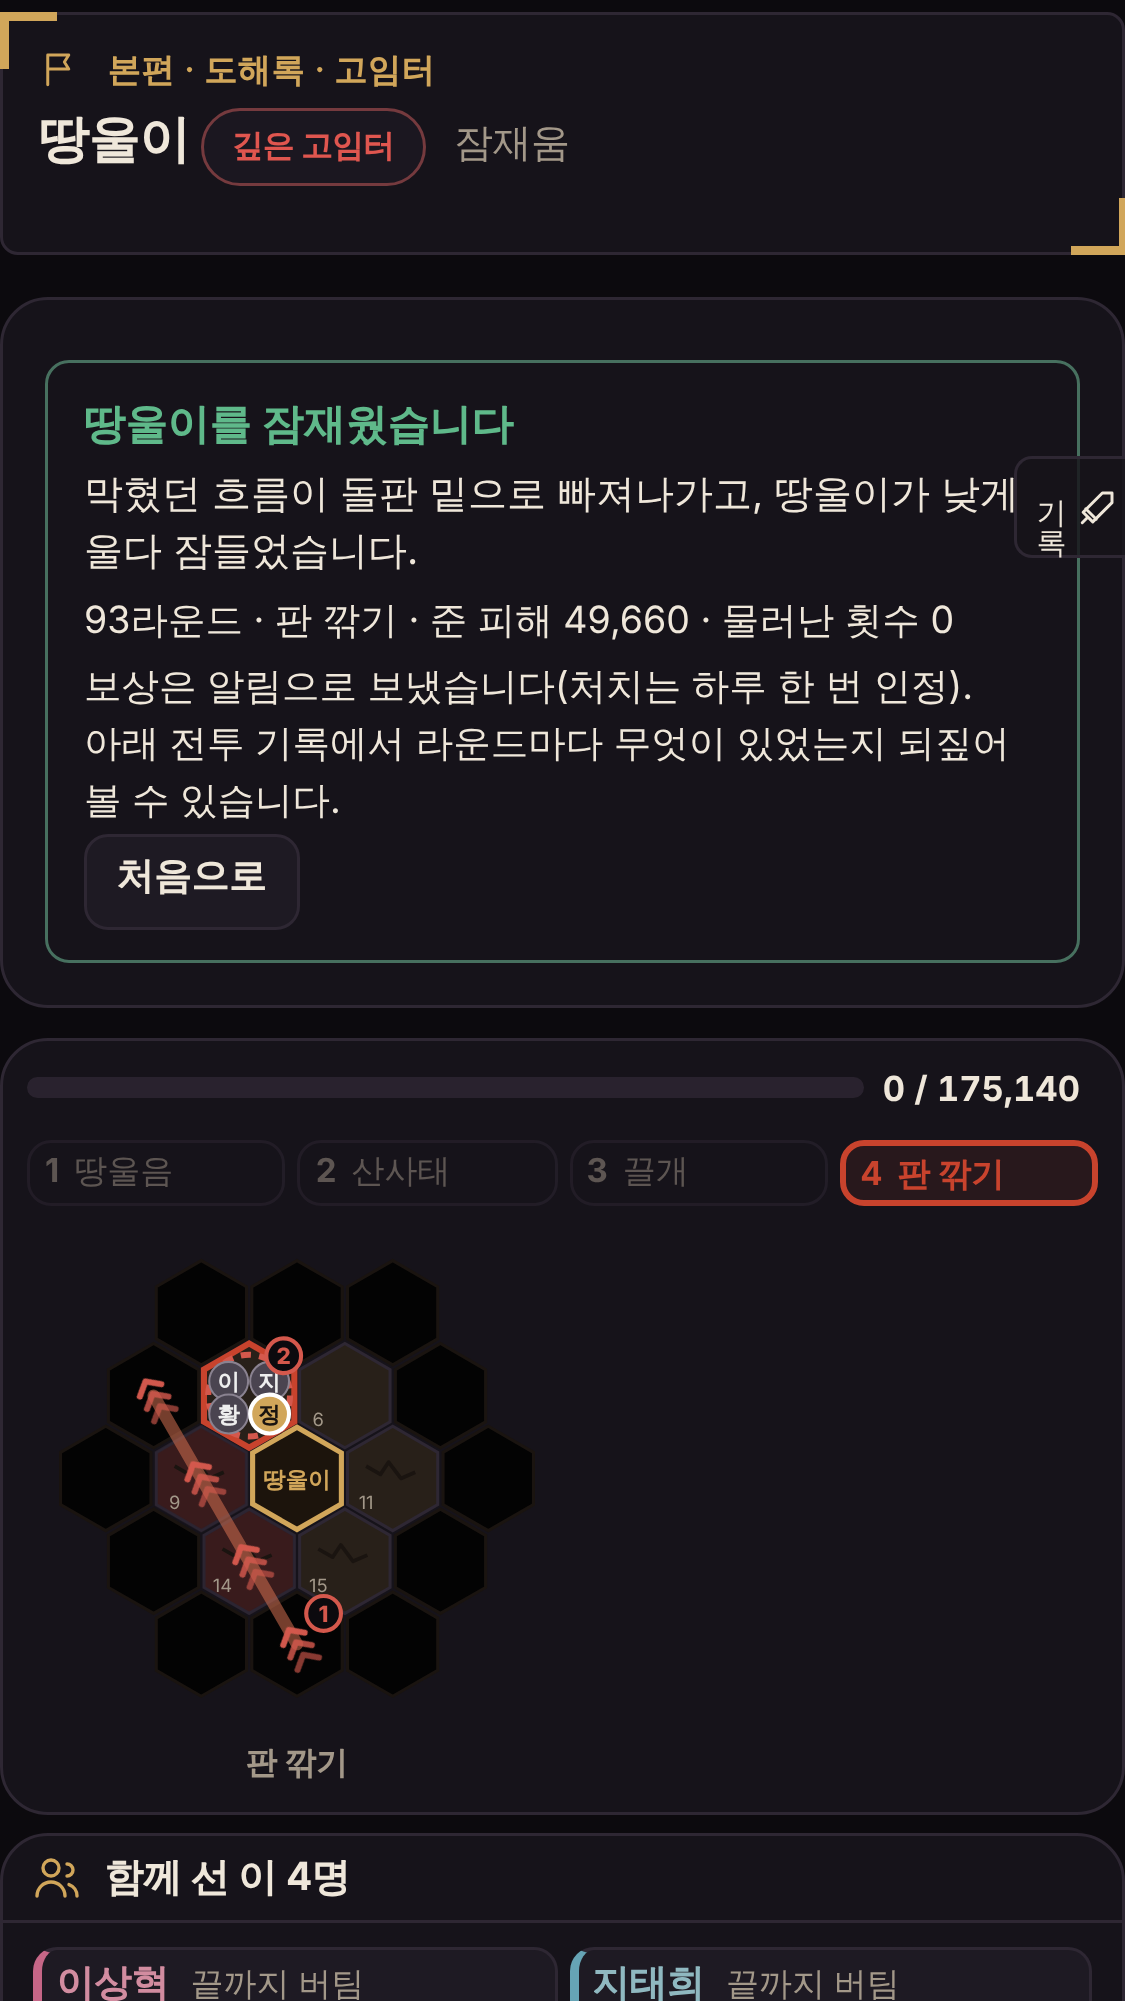 본편 · 도해록 · 고임터
땅울이 깊은 고임터 잠재움
땅울이를 잠재웠습니다
막혔던 흐름이 돌판 밑으로 빠져나가고, 땅울이가 낮게
울다 잠들었습니다.
기록
93라운드 · 판 깎기 · 준 피해 49,660 · 물러난 횟수 0
보상은 알림으로 보냈습니다(처치는 하루 한 번 인정).
아래 전투 기록에서 라운드마다 무엇이 있었는지 되짚어
볼 수 있습니다.
처음으로
0 / 175,140
1 땅울음 2 산사태 3 끌개 4 판 깎기
2
이 지
황 정 6
9 땅울이 11
14 15
1
판 깎기
함께 선 이 4명
이상혁 끝까지 버팀 지태희 끝까지 버팀